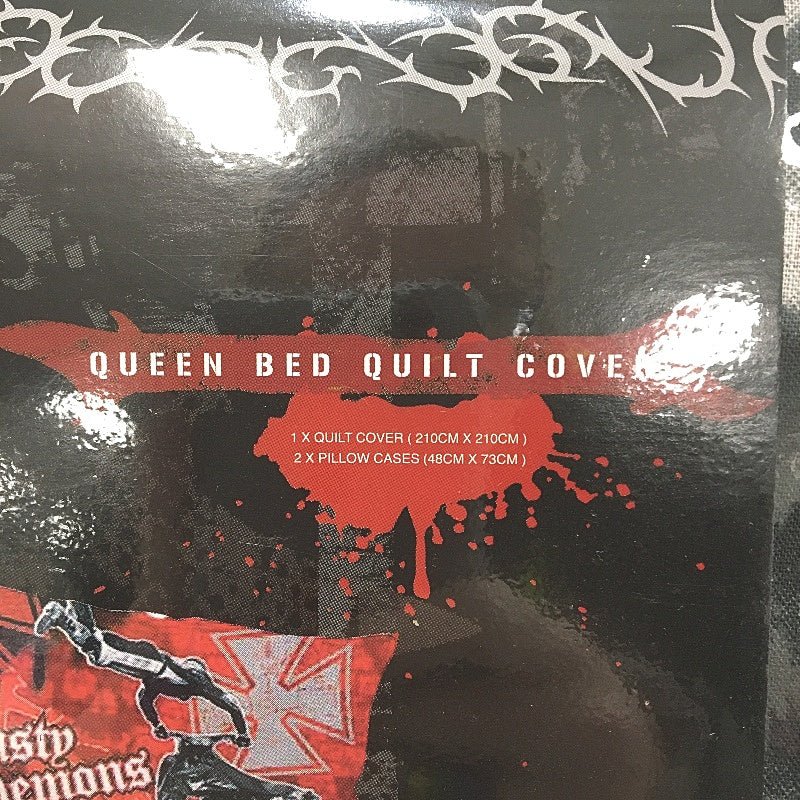 QUEEN BED QUILT COVE
1 X QUILT COVER ( 210CM X 210CM )
2 X PILLOW CASES (48CM X 73CM )